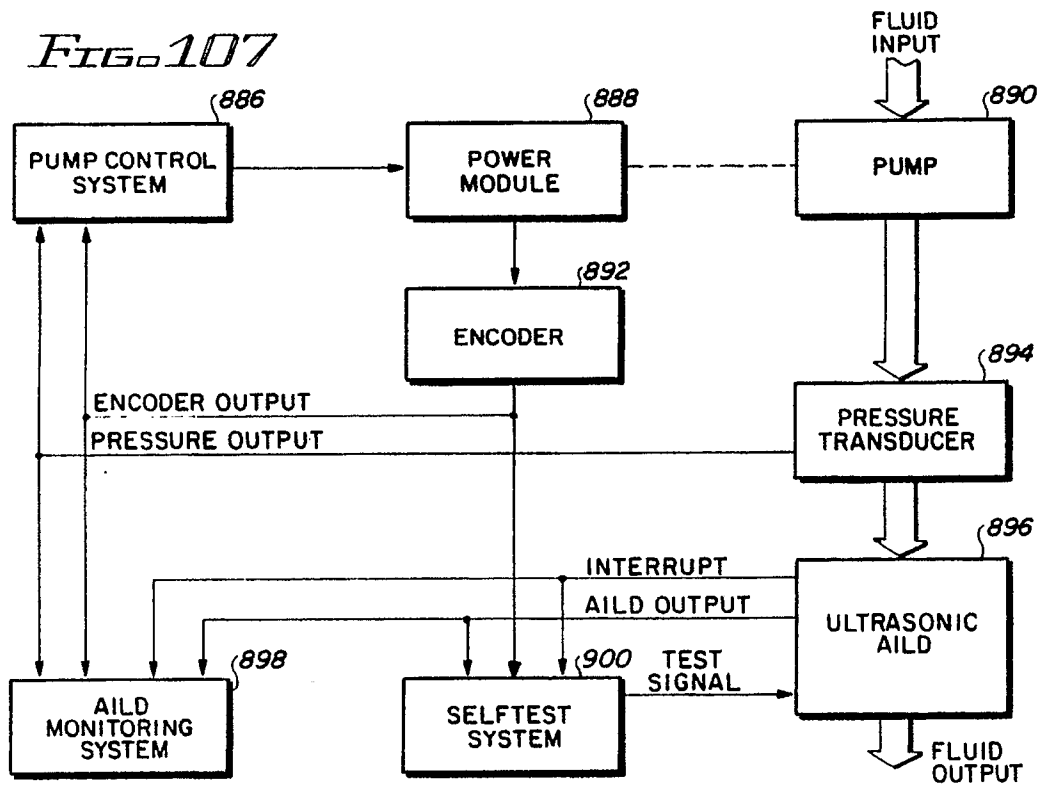 FIG. 107
FLUID
INPUT
886
888
890
PUMP CONTROL
SYSTEM
POWER
MODULE
PUMP
892
ENCODER
894
ENCODER OUTPUT
PRESSURE OUTPUT
PRESSURE
TRANSDUCER
896
INTERRUPT
AILD OUTPUT
ULTRASONIC
AILD
898
900
TEST
SIGNAL
AILD
MONITORING
SYSTEM
SELFTEST
SYSTEM
FLUID
OUTPUT